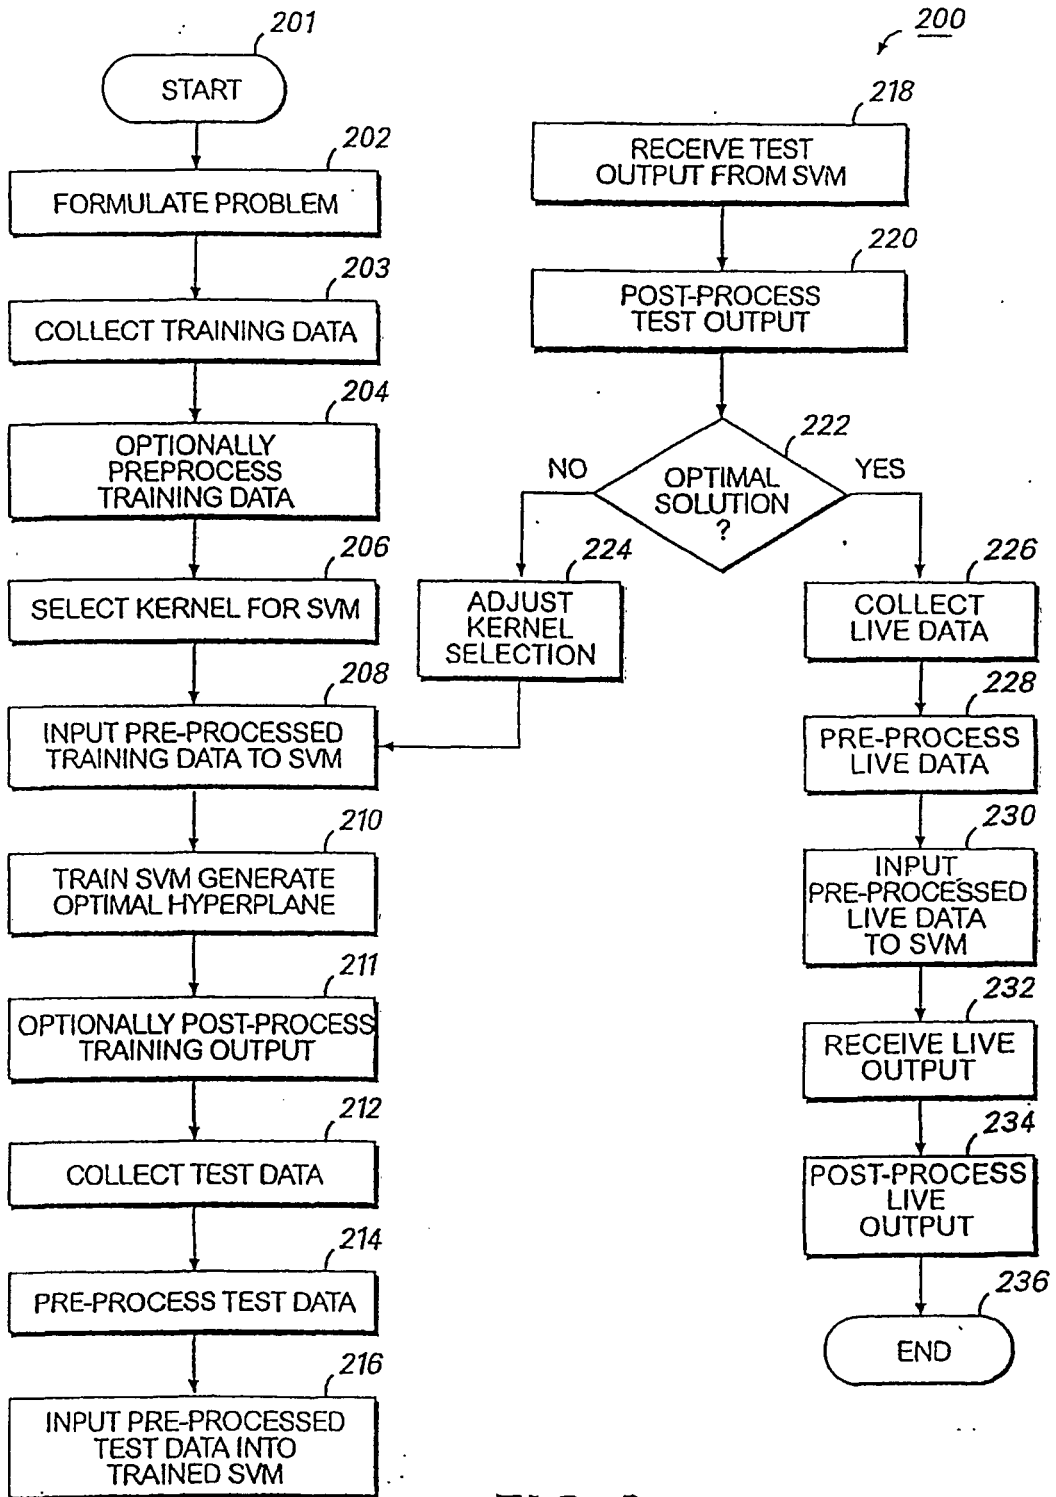 201
START
202
FORMULATE PROBLEM
203
COLLECT TRAINING DATA
204
OPTIONALLY
PREPROCESS
TRAINING DATA
206
SELECT KERNEL FOR SVM
208
INPUT PRE-PROCESSED
TRAINING DATA TO SVM
210
TRAIN SVM GENERATE
OPTIMAL HYPERPLANE
211
OPTIONALLY POST-PROCESS
TRAINING OUTPUT
212
COLLECT TEST DATA
214
PRE-PROCESS TEST DATA
216
INPUT PRE-PROCESSED
TEST DATA INTO
TRAINED SVM
200
218
RECEIVE TEST
OUTPUT FROM SVM
220
POST-PROCESS
TEST OUTPUT
222
OPTIMAL
SOLUTION
?
NO
YES
224
ADJUST
KERNEL
SELECTION
226
COLLECT
LIVE DATA
228
PRE-PROCESS
LIVE DATA
230
INPUT
PRE-PROCESSED
LIVE DATA
TO SVM
232
RECEIVE LIVE
OUTPUT
234
POST-PROCESS
LIVE
OUTPUT
236
END